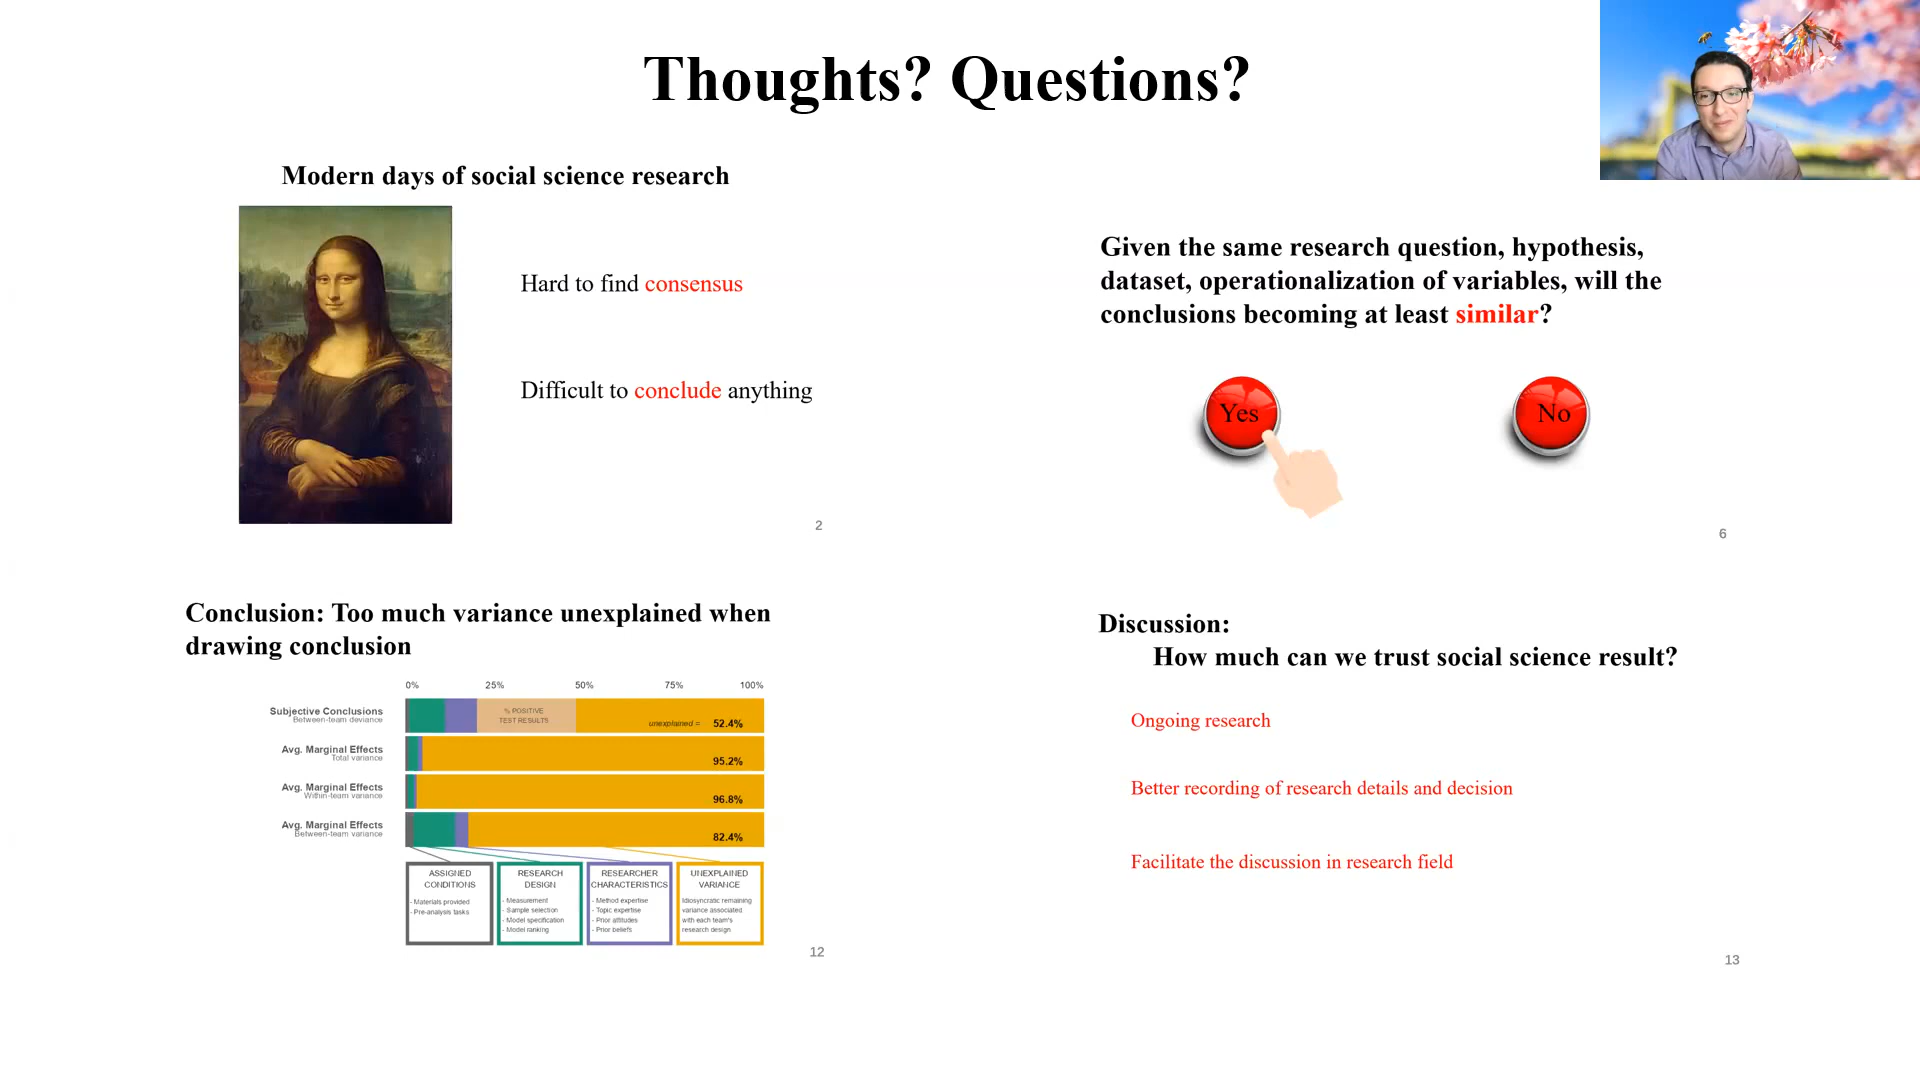 Thoughts? Questions?
Modern days of social science research
Hard to find consensus
Difficult to conclude anything
2
Given the same research question, hypothesis,
dataset, operationalization of variables, will the
conclusions becoming at least similar?
Yes
No
6
Conclusion: Too much variance unexplained when
drawing conclusion
0% 25% 50% 75% 100%
Subjective Conclusions
Between-team deviance
% POSITIVE
TEST RESULTS
unexplained = 52.4%
Avg. Marginal Effects
Total variance
95.2%
Avg. Marginal Effects
Within-team variance
96.8%
Avg. Marginal Effects
Between-team variance
82.4%
ASSIGNED
CONDITIONS
- Materials provided
- Pre-analysis tasks
RESEARCH
DESIGN
- Measurement
- Sample selection
- Model specification
- Model ranking
RESEARCHER
CHARACTERISTICS
- Method expertise
- Topic expertise
- Prior attitudes
- Prior beliefs
UNEXPLAINED
VARIANCE
Idiosyncratic remaining
variance associated
with each team's
research design
12
Discussion:
How much can we trust social science result?
Ongoing research
Better recording of research details and decision
Facilitate the discussion in research field
13